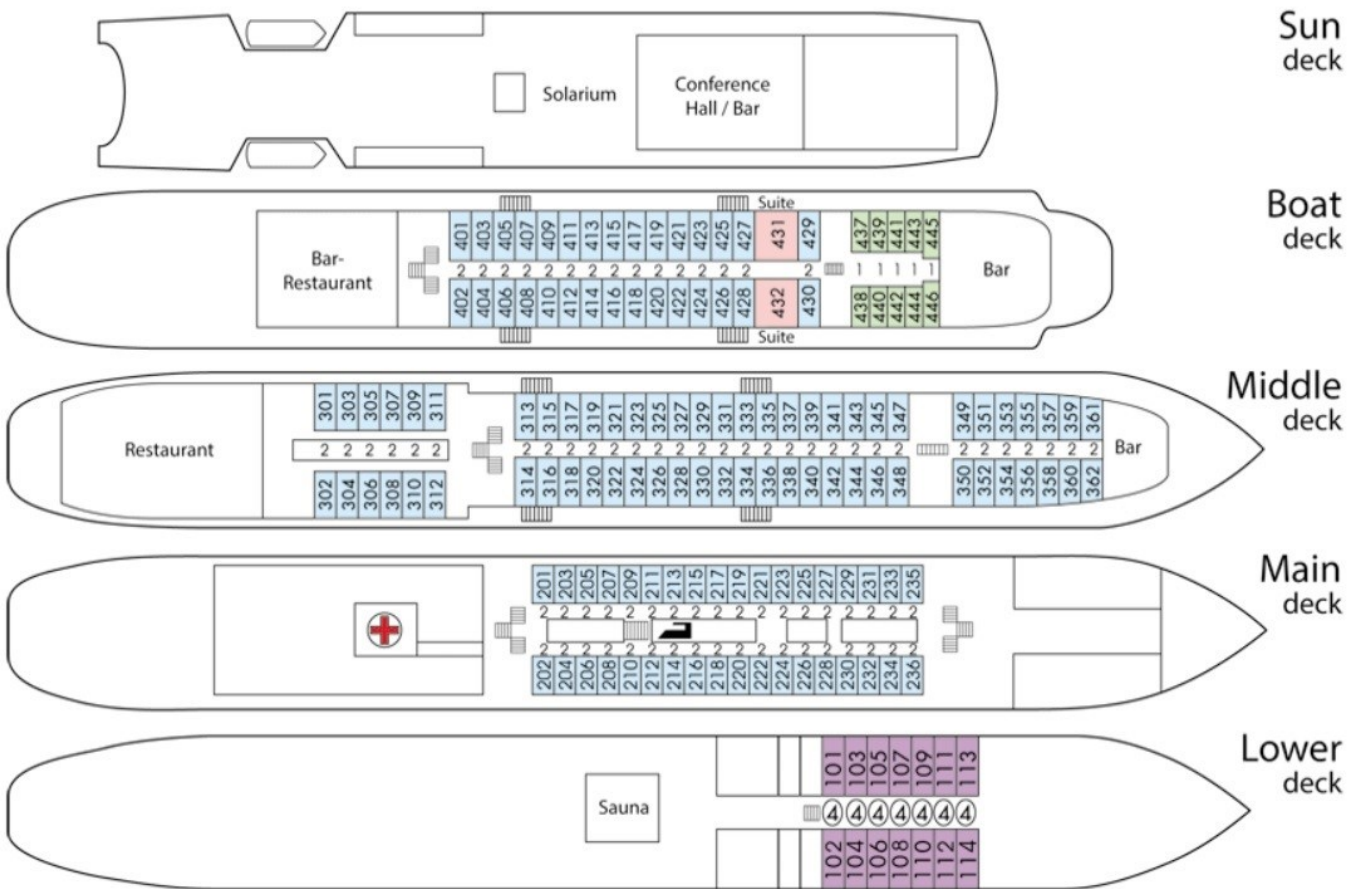 Sun
deck
Solarium
Conference
Hall / Bar
Boat
deck
Suite
401 403 405 407 409 411 413 415 417 419 421 423 425 427 431 429 437 439 441 443 445
Bar-
Restaurant
2 2 2 2 2 2 2 2 2 2 2 2 2 2 2 1 1 1 1 1
Bar
402 404 406 408 410 412 414 416 418 420 422 424 426 428 432 430 438 440 442 444 446
Suite
Middle
deck
301 303 305 307 309 311 313 315 317 319 321 323 325 327 329 331 333 335 337 339 341 343 345 347 349 351 353 355 357 359 361
Restaurant
2 2 2 2 2 2 2 2 2 2 2 2 2 2 2 2 2 2 2 2 2 2 2 2 2 2 2 2 2 2 2
Bar
302 304 306 308 310 312 314 316 318 320 322 324 326 328 330 332 334 336 338 340 342 344 346 348 350 352 354 356 358 360 362
Main
deck
201 203 205 207 209 211 213 215 217 219 221 223 225 227 229 231 233 235
2 2 2 2 2 2 2 2 2 2 2 2 2 2 2 2 2 2
2 2 2 2 2 2 2 2 2 2 2 2 2 2 2 2 2 2
202 204 206 208 210 212 214 216 218 220 222 224 226 228 230 232 234 236
Lower
deck
101 103 105 107 109 111 113
Sauna
4 4 4 4 4 4 4
102 104 106 108 110 112 114